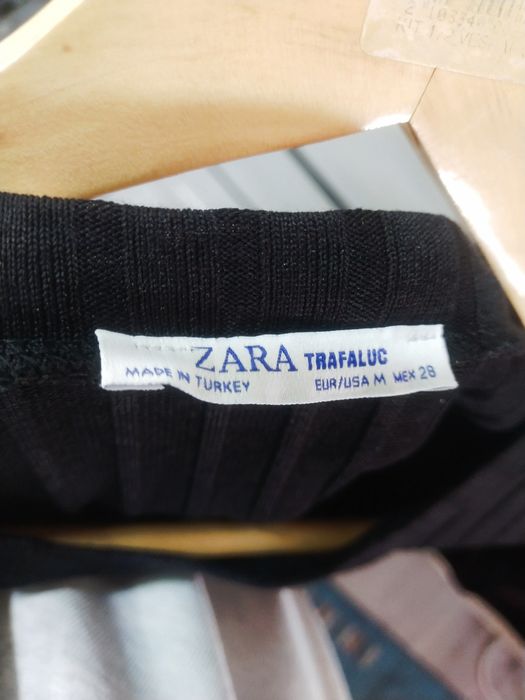 ZARA TRAFALUC
MADE IN TURKEY EUR/USA M MEX 28